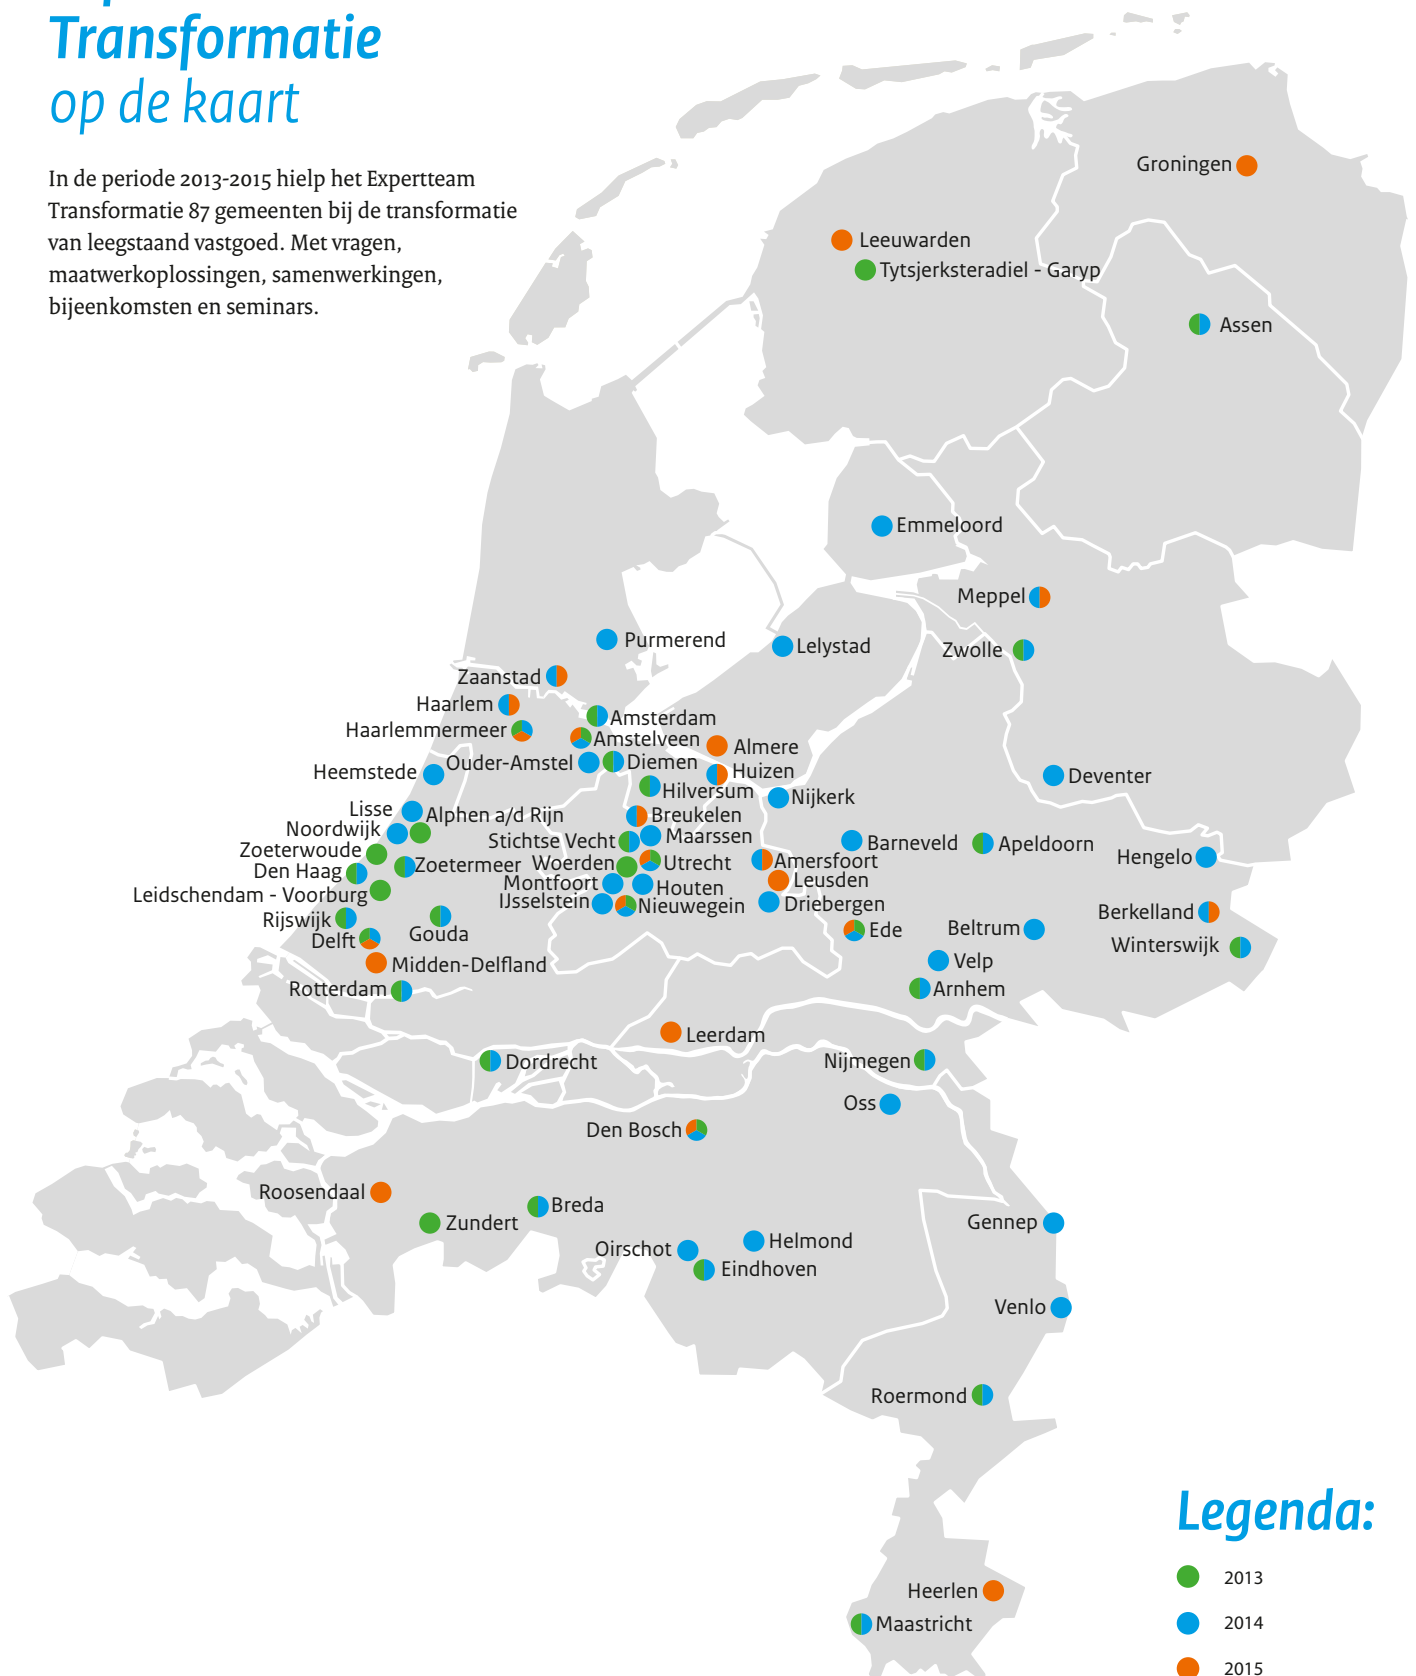 Transformatie
op de kaart
In de periode 2013-2015 hielp het Expertteam
Transformatie 87 gemeenten bij de transformatie
van leegstaand vastgoed. Met vragen,
maatwerkoplossingen, samenwerkingen,
bijeenkomsten en seminars.
Groningen
Leeuwarden
Tytsjerksteradiel - Garyp
Assen
Emmeloord
Meppel
Purmerend
Lelystad
Zwolle
Zaanstad
Haarlem
Amsterdam
Haarlemmermeer
Amstelveen
Almere
Ouder-Amstel
Diemen
Heemstede
Huizen
Deventer
Hilversum
Nijkerk
Lisse
Alphen a/d Rijn
Breukelen
Noordwijk
Maarssen
Stichtse Vecht
Barneveld
Apeldoorn
Zoeterwoude
Hengelo
Den Haag
Zoetermeer
Woerden
Utrecht
Amersfoort
Montfoort
Leusden
Leidschendam - Voorburg
Houten
IJsselstein
Nieuwegein
Driebergen
Rijswijk
Berkelland
Gouda
Ede
Beltrum
Delft
Winterswijk
Midden-Delfland
Velp
Rotterdam
Arnhem
Leerdam
Dordrecht
Nijmegen
Oss
Den Bosch
Roosendaal
Breda
Zundert
Gennep
Oirschot
Helmond
Eindhoven
Venlo
Roermond
Legenda:
2013
Heerlen
Maastricht
2014
2015